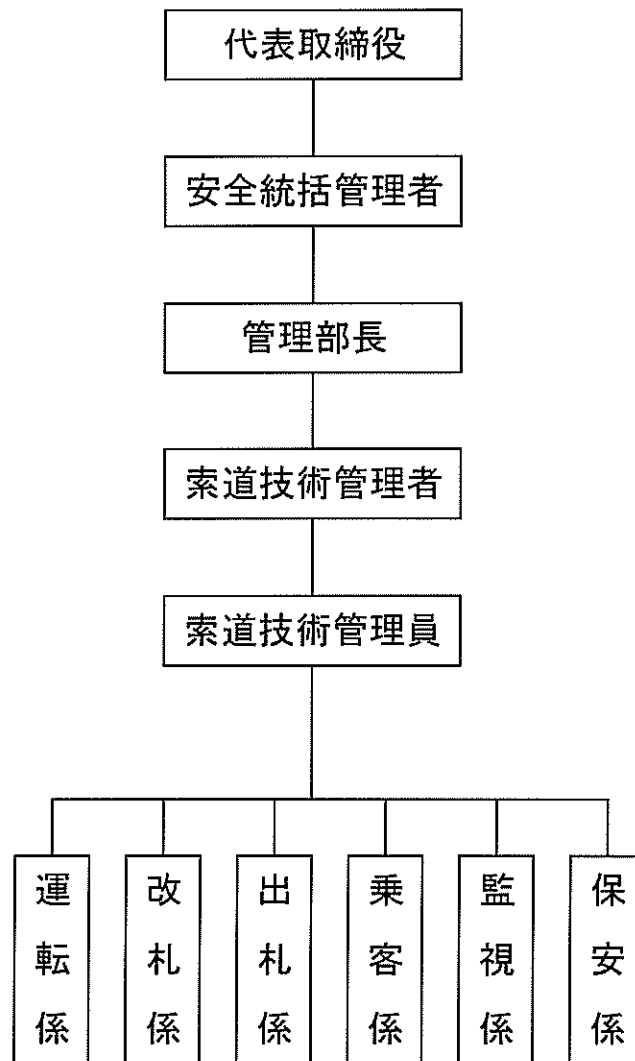 代表取締役
安全統括管理者
管理部長
索道技術管理者
索道技術管理員
運転係
改札係
出札係
乗客係
監視係
保安係